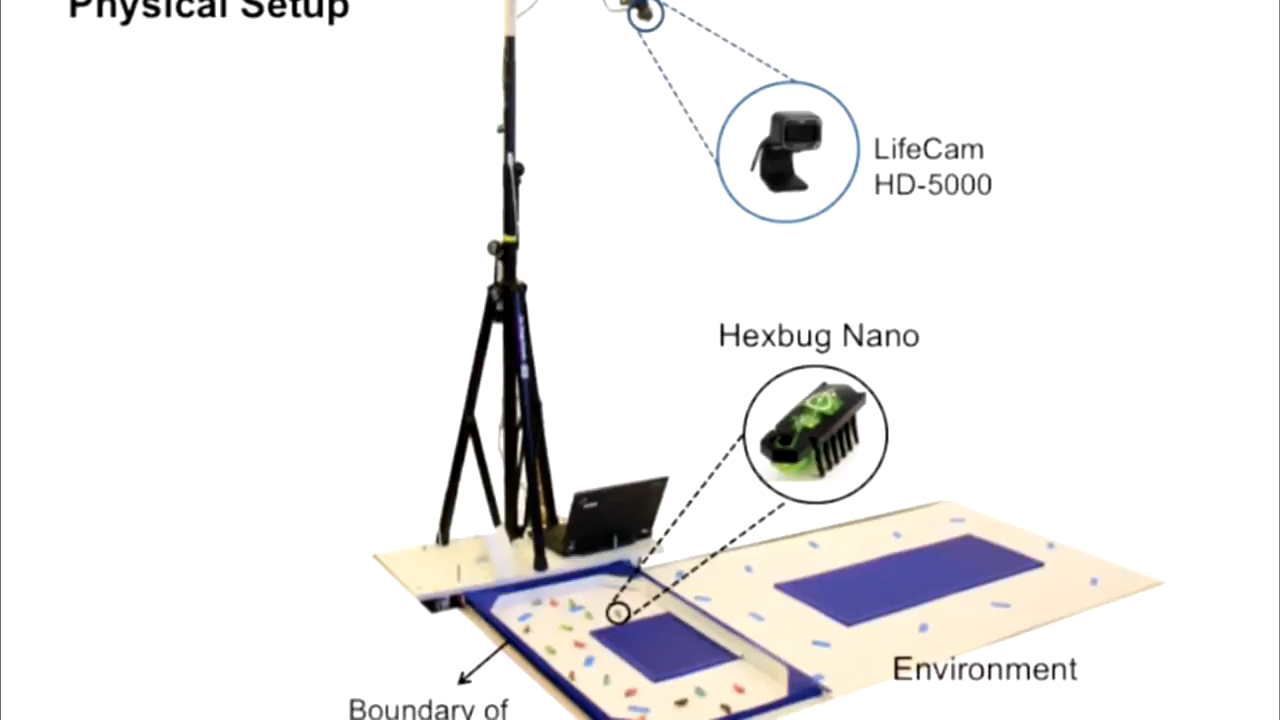 Physical Setup
LifeCam
HD-5000
Hexbug Nano
Environment
Boundary of